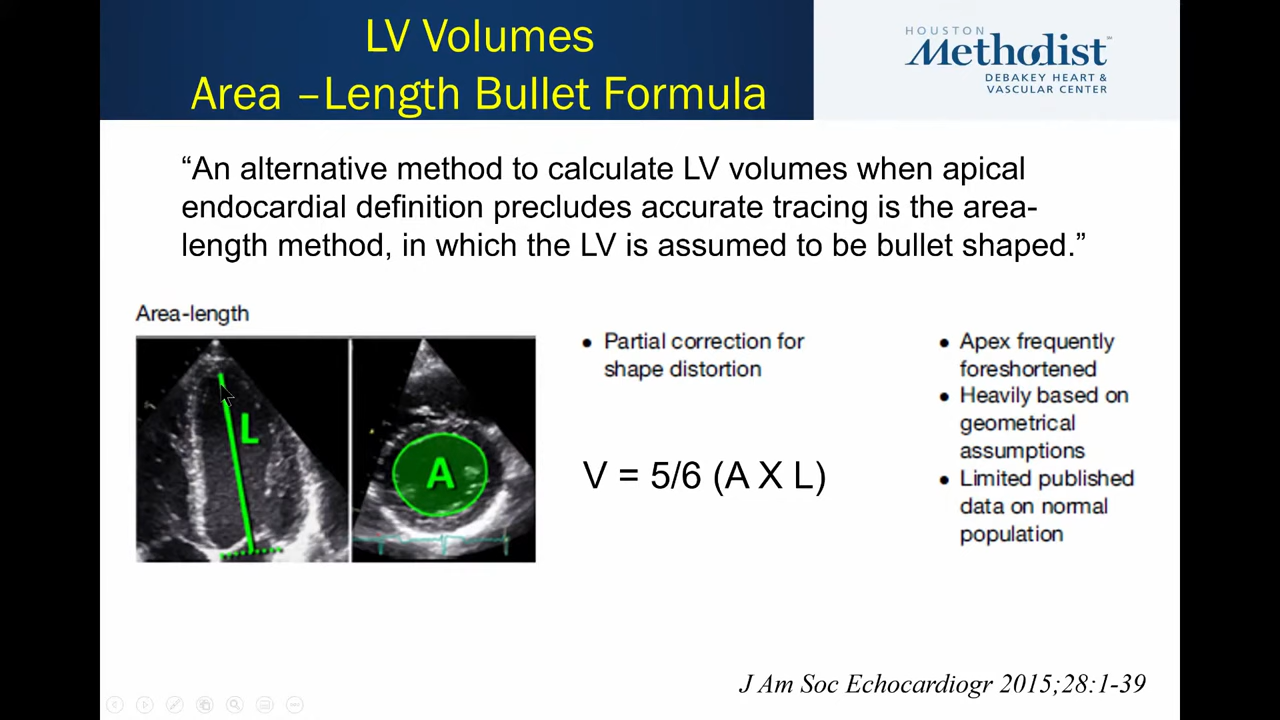 LV Volumes
Area –Length Bullet Formula
HOUSTON
Methodist
DEBAKEY HEART &
VASCULAR CENTER
“An alternative method to calculate LV volumes when apical
endocardial definition precludes accurate tracing is the area-
length method, in which the LV is assumed to be bullet shaped.”
Area-length
L
A
• Partial correction for
shape distortion
V = 5/6 (A X L)
• Apex frequently
foreshortened
• Heavily based on
geometrical
assumptions
• Limited published
data on normal
population
J Am Soc Echocardiogr 2015;28:1-39